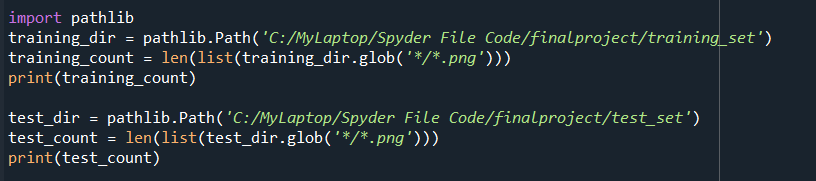 import pathlib
training_dir = pathlib.Path('C:/MyLaptop/Spyder File Code/finalproject/training_set')
training_count = len(list(training_dir.glob('*/*.png')))
print(training_count)

test_dir = pathlib.Path('C:/MyLaptop/Spyder File Code/finalproject/test_set')
test_count = len(list(test_dir.glob('*/*.png')))
print(test_count)